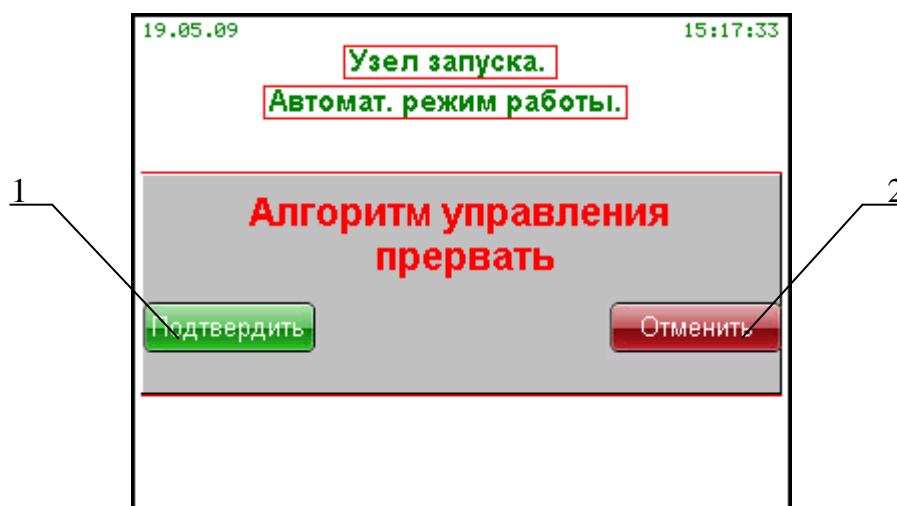 19.05.09 15:17:33
Узел запуска.
Автомат. режим работы.
1
2
Алгоритм управления
прервать
Подтвердить Отменить